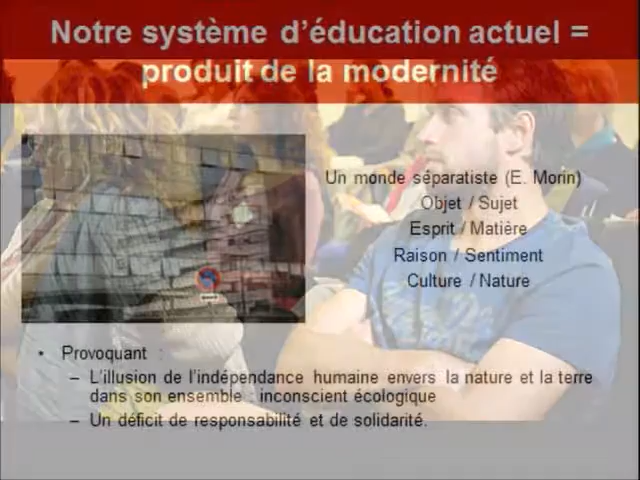 Notre système d'éducation actuel =
produit de la modernité
Un monde séparatiste (E. Morin)
Objet / Sujet
Esprit / Matière
Raison / Sentiment
Culture / Nature
• Provoquant :
– L'illusion de l'indépendance humaine envers la nature et la terre
dans son ensemble : inconscient écologique
– Un déficit de responsabilité et de solidarité.